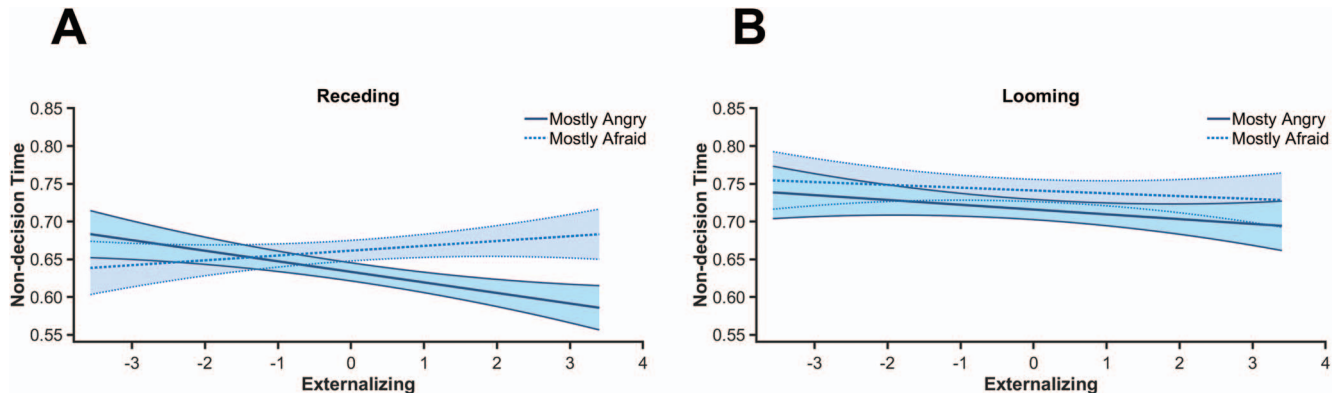 A
Receding
Mostly Angry
Mostly Afraid
0.85
0.80
0.75
0.70
0.65
0.60
0.55
Non-decision Time
-3 -2 -1 0 1 2 3 4
Externalizing
B
Looming
Mosty Angry
Mostly Afraid
0.85
0.80
0.75
0.70
0.65
0.60
0.55
Non-decision Time
-3 -2 -1 0 1 2 3 4
Externalizing